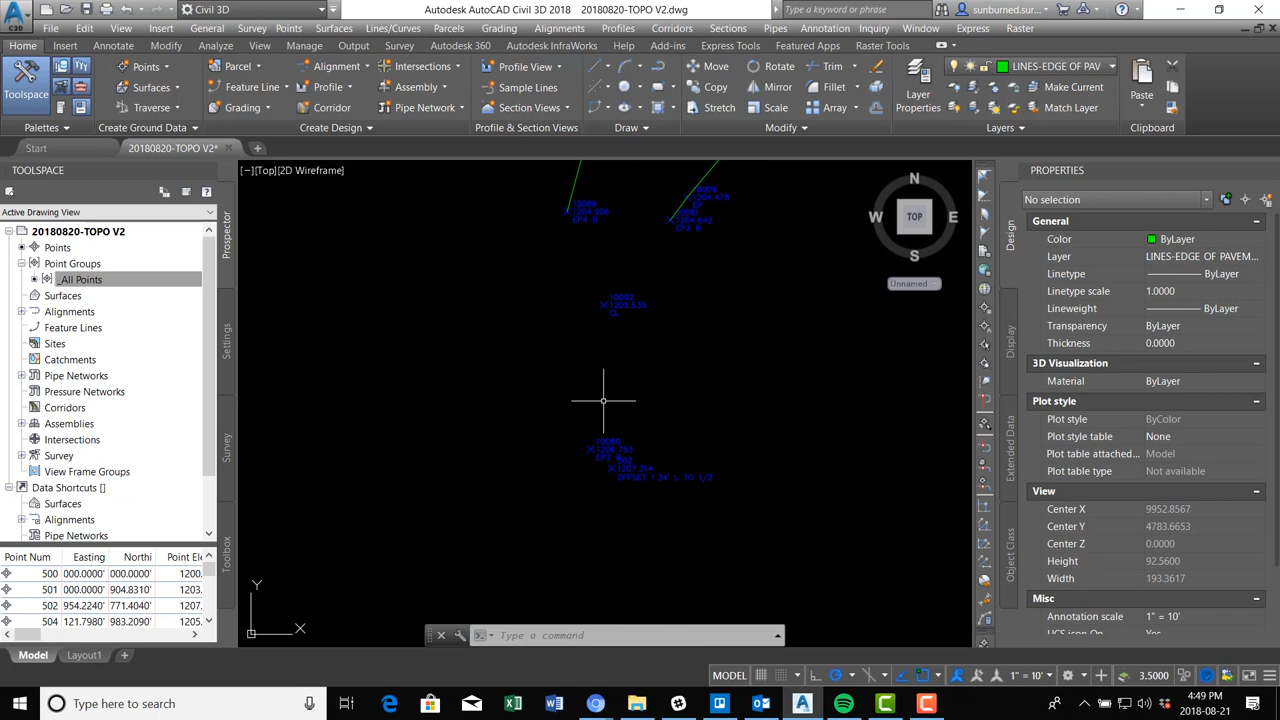 Civil 3D
Autodesk AutoCAD Civil 3D 2018 20180820-TOPO V2.dwg
Type a keyword or phrase
sunburned.sur...
C3D
File Edit View Insert General Survey Points Surfaces Lines/Curves Parcels Grading Alignments Profiles Corridors Sections Pipes Annotation Inquiry Window Express Raster
Home Insert Annotate Modify Analyze View Manage Output Survey Autodesk 360 Autodesk InfraWorks Help Add-ins Express Tools Featured Apps Raster Tools
Toolspace
Points
Surfaces
Traverse
Parcel
Feature Line
Grading
Alignment
Profile
Corridor
Intersections
Assembly
Pipe Network
Profile View
Sample Lines
Section Views
Move
Copy
Stretch
Rotate
Mirror
Scale
Trim
Fillet
Array
Layer
Properties
LINES-EDGE OF PAV
Make Current
Match Layer
Paste
Palettes
Create Ground Data
Create Design
Profile & Section Views
Draw
Modify
Layers
Clipboard
Start
20180820-TOPO V2*
TOOLSPACE
Active Drawing View
20180820-TOPO V2
Points
Point Groups
_All Points
Surfaces
Alignments
Feature Lines
Sites
Catchments
Pipe Networks
Pressure Networks
Corridors
Assemblies
Intersections
Survey
View Frame Groups
Data Shortcuts []
Surfaces
Alignments
Pipe Networks
Prospector
Settings
Survey
Toolbox
Point Num Easting Northi Point Ele
500 000.0000' 000.0000' 1200.
501 000.0000' 904.8310' 1203.
502 954.2240' 771.4040' 1207.
504 121.7980' 983.2090' 1205.
[−][Top][2D Wireframe]
N
W
TOP
E
S
Unnamed
Y
X
Type a command
PROPERTIES
No selection
General
Color ByLayer
Layer LINES-EDGE OF PAVEM...
Linetype ByLayer
Linetype scale 1.0000
Lineweight ByLayer
Transparency ByLayer
Thickness 0.0000
3D Visualization
Material ByLayer
Plot style
Plot style ByColor
Plot style table None
Plot table attached... Model
Plot table type Not available
View
Center X 9952.8567
Center Y 4783.6653
Center Z 0.0000
Height 92.5600
Width 193.3617
Misc
Annotation scale 1" = 10'
UCS icon On Yes
Design
Display
Extended Data
Object Class
Model
Layout1
MODEL
1" = 10'
3.5000
Type here to search
4:49 PM
2018-08-21